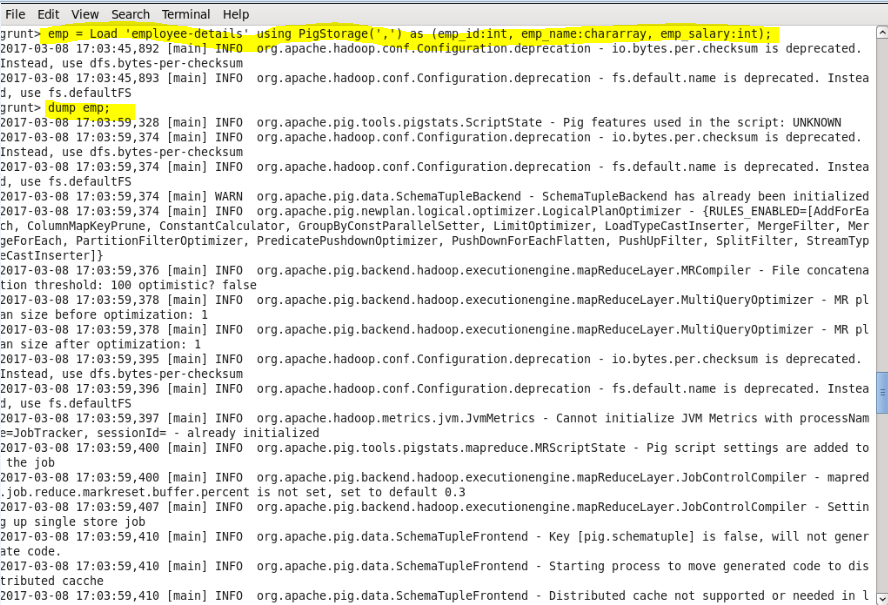 File Edit View Search Terminal Help
grunt> emp = Load 'employee-details' using PigStorage(',') as (emp_id:int, emp_name:chararray, emp_salary:int);
2017-03-08 17:03:45,892 [main] INFO  org.apache.hadoop.conf.Configuration.deprecation - io.bytes.per.checksum is deprecated.
Instead, use dfs.bytes-per-checksum
2017-03-08 17:03:45,893 [main] INFO  org.apache.hadoop.conf.Configuration.deprecation - fs.default.name is deprecated. Instea
d, use fs.defaultFS
grunt> dump emp;
2017-03-08 17:03:59,328 [main] INFO  org.apache.pig.tools.pigstats.ScriptState - Pig features used in the script: UNKNOWN
2017-03-08 17:03:59,374 [main] INFO  org.apache.hadoop.conf.Configuration.deprecation - io.bytes.per.checksum is deprecated.
Instead, use dfs.bytes-per-checksum
2017-03-08 17:03:59,374 [main] INFO  org.apache.hadoop.conf.Configuration.deprecation - fs.default.name is deprecated. Instea
d, use fs.defaultFS
2017-03-08 17:03:59,374 [main] WARN  org.apache.pig.data.SchemaTupleBackend - SchemaTupleBackend has already been initialized
2017-03-08 17:03:59,374 [main] INFO  org.apache.pig.newplan.logical.optimizer.LogicalPlanOptimizer - {RULES_ENABLED=[AddForEa
ch, ColumnMapKeyPrune, ConstantCalculator, GroupByConstParallelSetter, LimitOptimizer, LoadTypeCastInserter, MergeFilter, Mer
geForEach, PartitionFilterOptimizer, PredicatePushdownOptimizer, PushDownForEachFlatten, PushUpFilter, SplitFilter, StreamTyp
eCastInserter]}
2017-03-08 17:03:59,376 [main] INFO  org.apache.pig.backend.hadoop.executionengine.mapReduceLayer.MRCompiler - File concatena
tion threshold: 100 optimistic? false
2017-03-08 17:03:59,378 [main] INFO  org.apache.pig.backend.hadoop.executionengine.mapReduceLayer.MultiQueryOptimizer - MR pl
an size before optimization: 1
2017-03-08 17:03:59,378 [main] INFO  org.apache.pig.backend.hadoop.executionengine.mapReduceLayer.MultiQueryOptimizer - MR pl
an size after optimization: 1
2017-03-08 17:03:59,395 [main] INFO  org.apache.hadoop.conf.Configuration.deprecation - io.bytes.per.checksum is deprecated.
Instead, use dfs.bytes-per-checksum
2017-03-08 17:03:59,396 [main] INFO  org.apache.hadoop.conf.Configuration.deprecation - fs.default.name is deprecated. Instea
d, use fs.defaultFS
2017-03-08 17:03:59,397 [main] INFO  org.apache.hadoop.metrics.jvm.JvmMetrics - Cannot initialize JVM Metrics with processNam
e=JobTracker, sessionId= - already initialized
2017-03-08 17:03:59,400 [main] INFO  org.apache.pig.tools.pigstats.mapreduce.MRScriptState - Pig script settings are added to
 the job
2017-03-08 17:03:59,400 [main] INFO  org.apache.pig.backend.hadoop.executionengine.mapReduceLayer.JobControlCompiler - mapred
.job.reduce.markreset.buffer.percent is not set, set to default 0.3
2017-03-08 17:03:59,407 [main] INFO  org.apache.pig.backend.hadoop.executionengine.mapReduceLayer.JobControlCompiler - Settin
g up single store job
2017-03-08 17:03:59,410 [main] INFO  org.apache.pig.data.SchemaTupleFrontend - Key [pig.schematuple] is false, will not gener
ate code.
2017-03-08 17:03:59,410 [main] INFO  org.apache.pig.data.SchemaTupleFrontend - Starting process to move generated code to dis
tributed cacche
2017-03-08 17:03:59,410 [main] INFO  org.apache.pig.data.SchemaTupleFrontend - Distributed cache not supported or needed in l